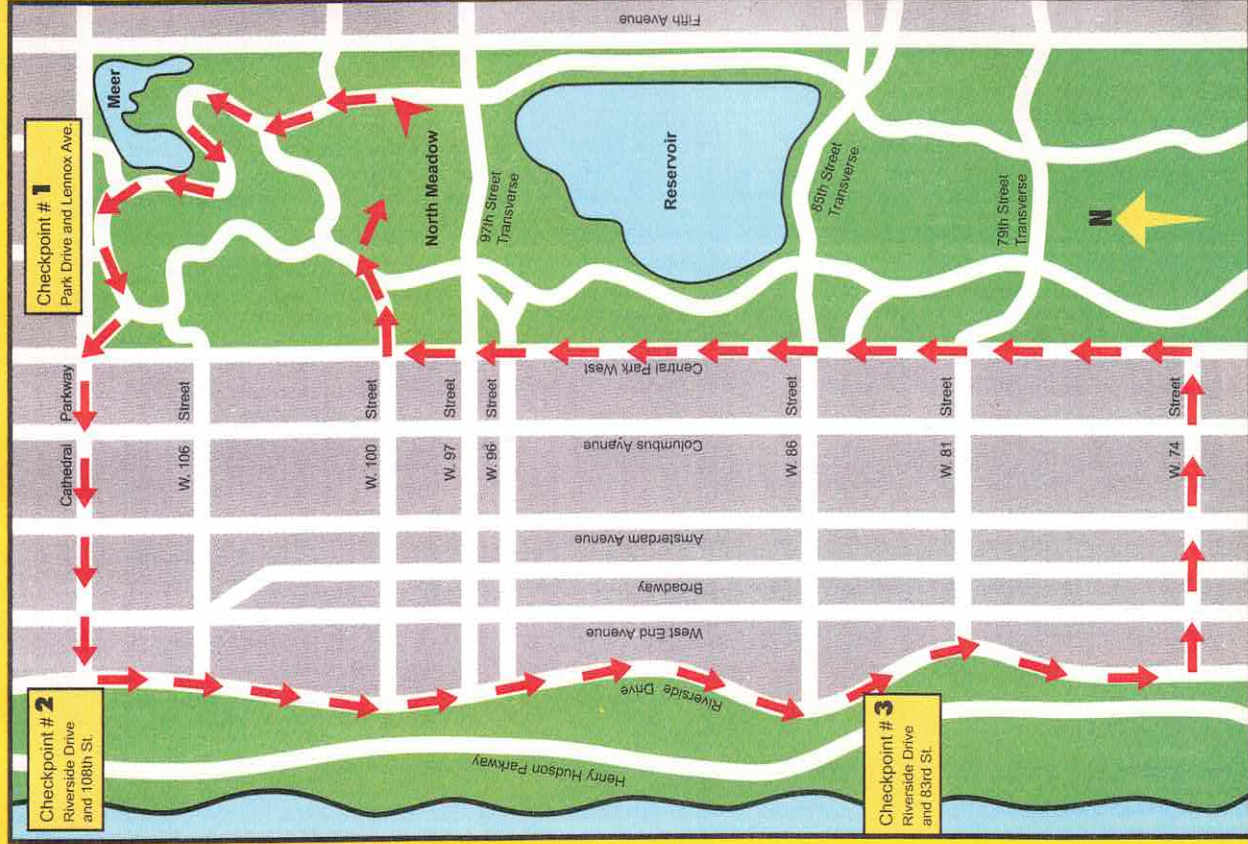 Checkpoint # 1
Park Drive and Lennox Ave.
Meer
Fifth Avenue
North Meadow
97th Street
Transverse
Reservoir
85th Street
Transverse
79th Street
Transverse
N
Cathedral Parkway
W. 106 Street
W. 100 Street
W. 97 Street
W. 96 Street
W. 86 Street
W. 81 Street
W. 74 Street
Central Park West
Columbus Avenue
Amsterdam Avenue
Broadway
West End Avenue
Riverside Drive
Henry Hudson Parkway
Checkpoint # 2
Riverside Drive
and 108th St.
Checkpoint # 3
Riverside Drive
and 83rd St.